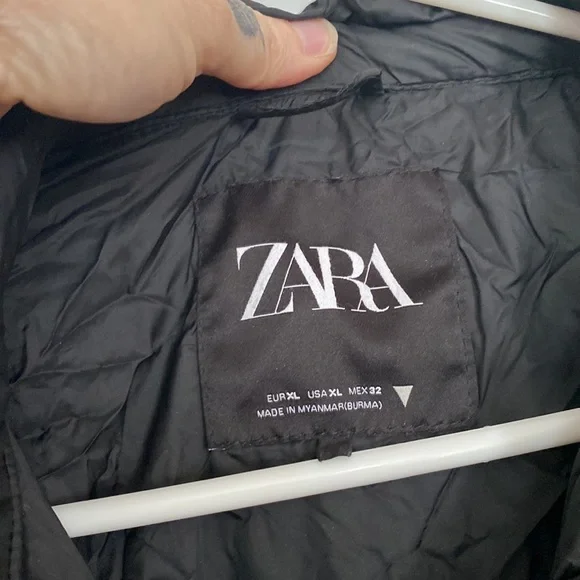 ZARA
EUR XL USA XL MEX 32
MADE IN MYANMAR(BURMA)